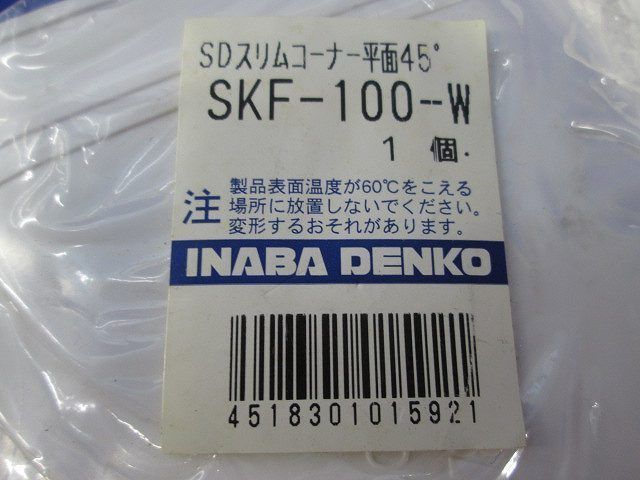 SDスリムコーナー平面45°
SKF-100-W
1 個.
注
製品表面温度が60℃をこえる
場所に放置しないでください。
変形するおそれがあります。
INABA DENKO
4518301015921